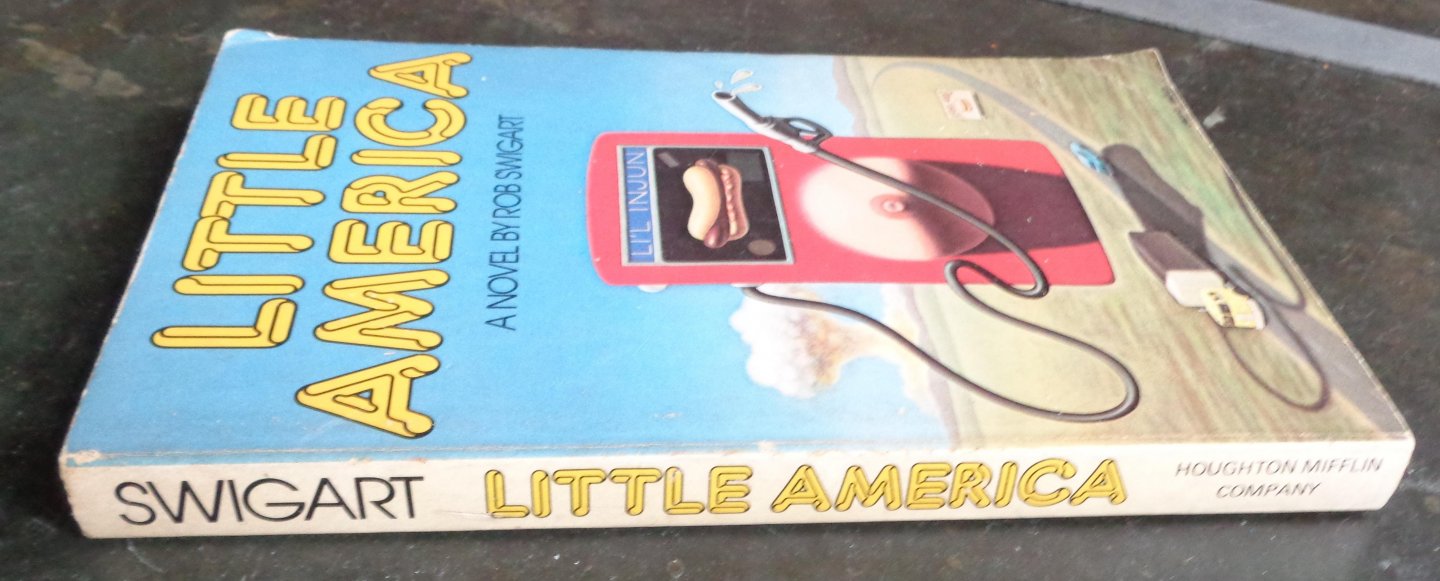 LITTLE
AMERICA
A NOVEL BY ROB SWIGART
LI'L INJUN
SWIGART
LITTLE AMERICA
HOUGHTON MIFFLIN
COMPANY